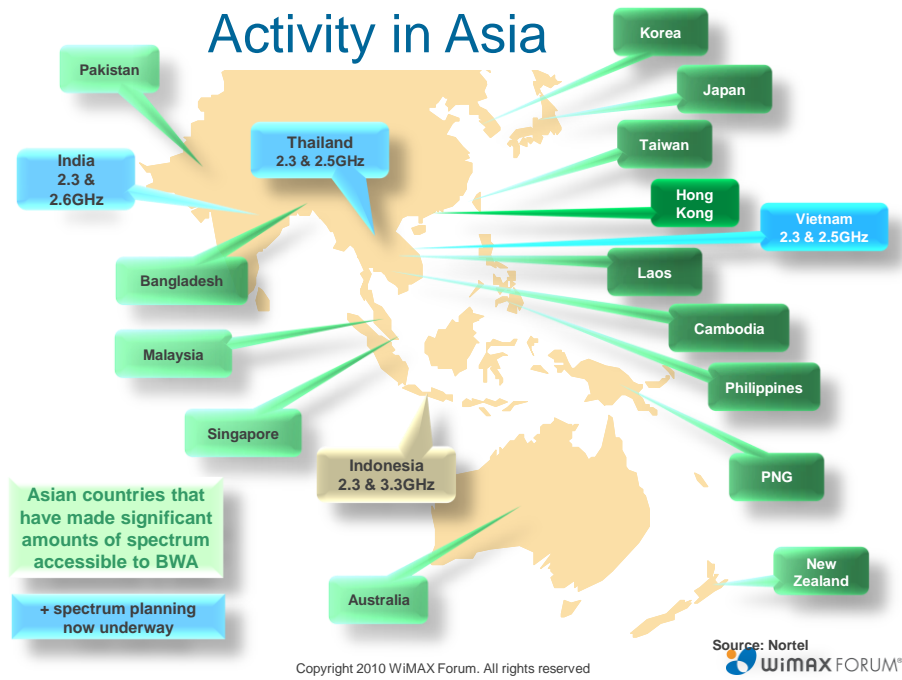 Activity in Asia
Korea
Pakistan
Japan
Thailand
2.3 & 2.5GHz
Taiwan
India
2.3 &
2.6GHz
Hong
Kong
Vietnam
2.3 & 2.5GHz
Bangladesh
Laos
Cambodia
Malaysia
Philippines
Singapore
Indonesia
2.3 & 3.3GHz
PNG
Asian countries that
have made significant
amounts of spectrum
accessible to BWA
New
Zealand
Australia
+ spectrum planning
now underway
Source: Nortel
Copyright 2010 WiMAX Forum. All rights reserved
WiMAX FORUM®